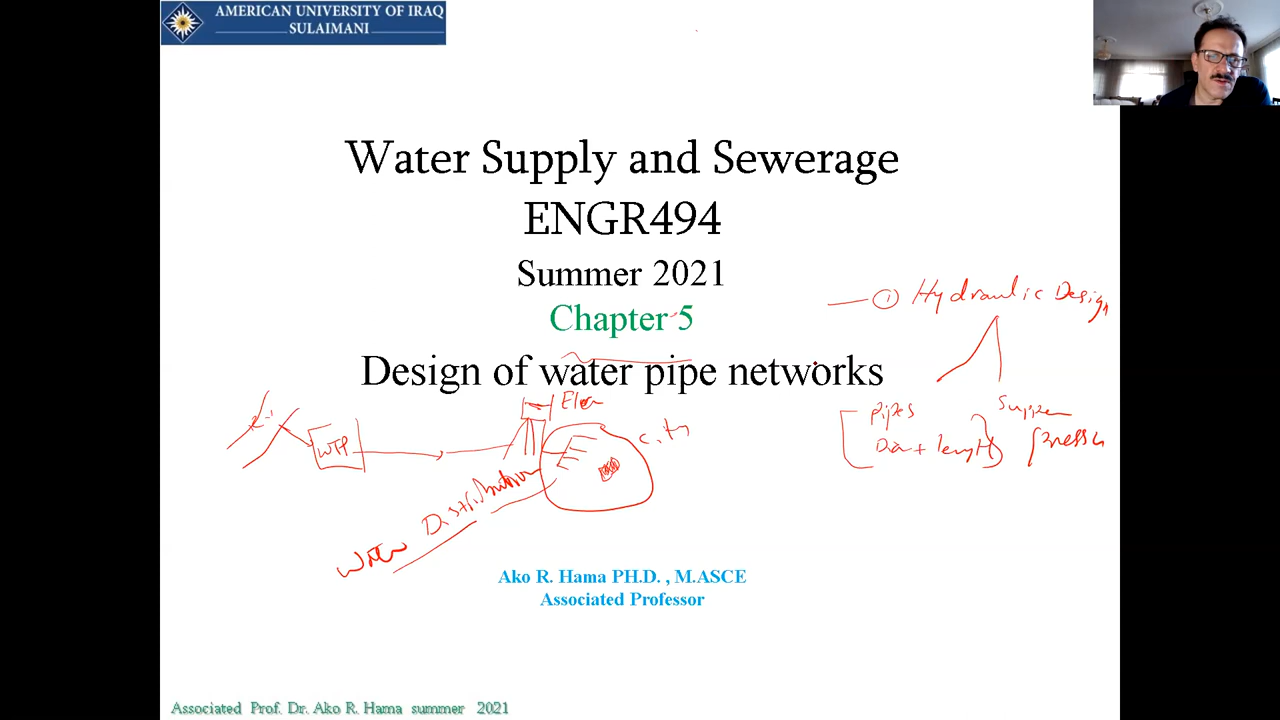 AMERICAN UNIVERSITY OF IRAQ
SULAIMANI
Water Supply and Sewerage
ENGR494
Summer 2021
Chapter 5
Design of water pipe networks
① Hydraulic Design
pipes
Dia + length
WTP
Elev
City
Water Distribution
Ako R. Hama PH.D. , M.ASCE
Associated Professor
Associated Prof. Dr. Ako R. Hama summer 2021